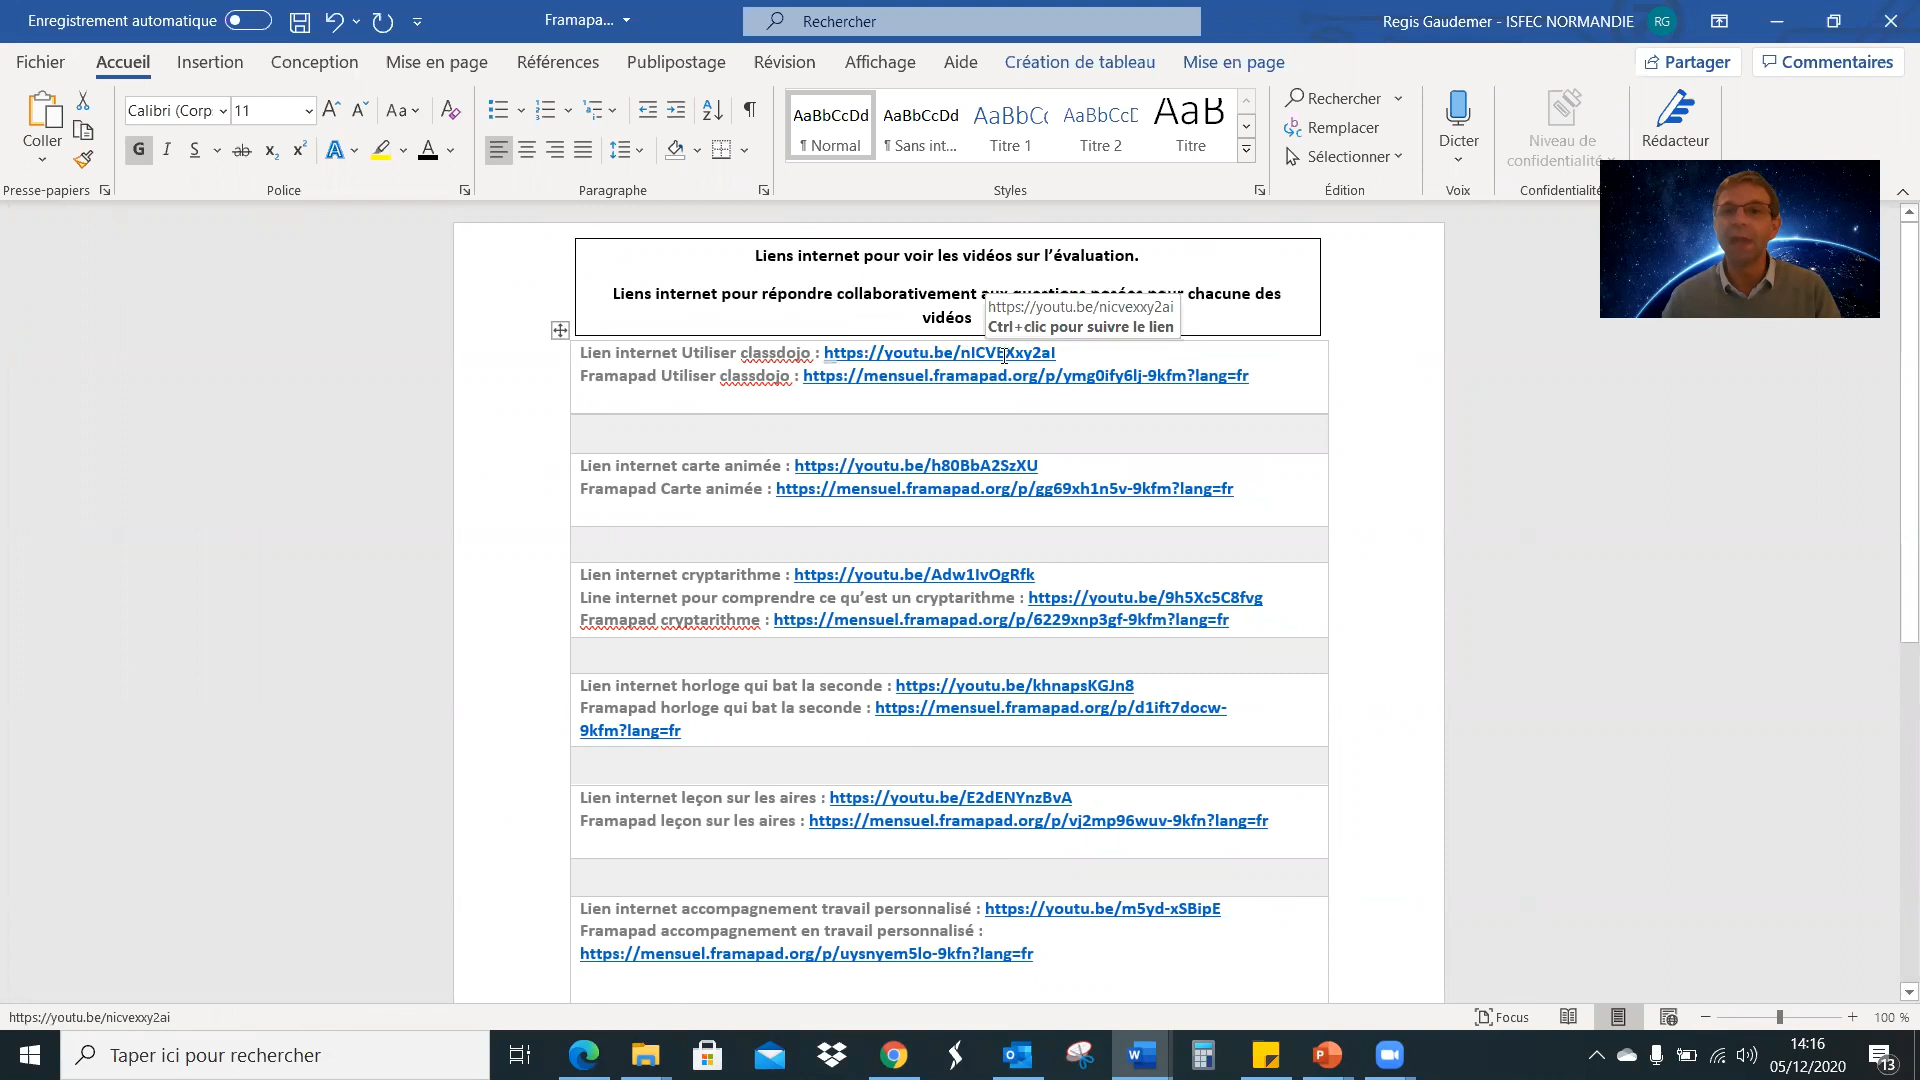 Enregistrement automatique
Framapa...
Rechercher
Regis Gaudemer - ISFEC NORMANDIE
RG
Fichier Accueil Insertion Conception Mise en page Références Publipostage Révision Affichage Aide Création de tableau Mise en page
Partager
Commentaires
Coller
Calibri (Corp
11
Aa
G I S ab x₂ x²
AaBbCcDd
¶ Normal
AaBbCcDd
¶ Sans int...
AaBbCc
Titre 1
AaBbCcD
Titre 2
AaB
Titre
Rechercher
Remplacer
Sélectionner
Dicter
Niveau de
confidentialité
Rédacteur
Presse-papiers
Police
Paragraphe
Styles
Édition
Voix
Confidentialité
Liens internet pour voir les vidéos sur l’évaluation.
Liens internet pour répondre collaborativement aux questions posées pour chacune des
vidéos
https://youtu.be/nicvexxy2ai
Ctrl+clic pour suivre le lien
Lien internet Utiliser classdojo : https://youtu.be/nICVEXxy2aI
Framapad Utiliser classdojo : https://mensuel.framapad.org/p/ymg0ify6lj-9kfm?lang=fr
Lien internet carte animée : https://youtu.be/h80BbA2SzXU
Framapad Carte animée : https://mensuel.framapad.org/p/gg69xh1n5v-9kfm?lang=fr
Lien internet cryptarithme : https://youtu.be/Adw1IvOgRfk
Line internet pour comprendre ce qu’est un cryptarithme : https://youtu.be/9h5Xc5C8fvg
Framapad cryptarithme : https://mensuel.framapad.org/p/6229xnp3gf-9kfm?lang=fr
Lien internet horloge qui bat la seconde : https://youtu.be/khnapsKGJn8
Framapad horloge qui bat la seconde : https://mensuel.framapad.org/p/d1ift7docw-
9kfm?lang=fr
Lien internet leçon sur les aires : https://youtu.be/E2dENYnzBvA
Framapad leçon sur les aires : https://mensuel.framapad.org/p/vj2mp96wuv-9kfn?lang=fr
Lien internet accompagnement travail personnalisé : https://youtu.be/m5yd-xSBipE
Framapad accompagnement en travail personnalisé :
https://mensuel.framapad.org/p/uysnyem5lo-9kfn?lang=fr
https://youtu.be/nicvexxy2ai
Focus
100 %
Taper ici pour rechercher
14:16
05/12/2020
13